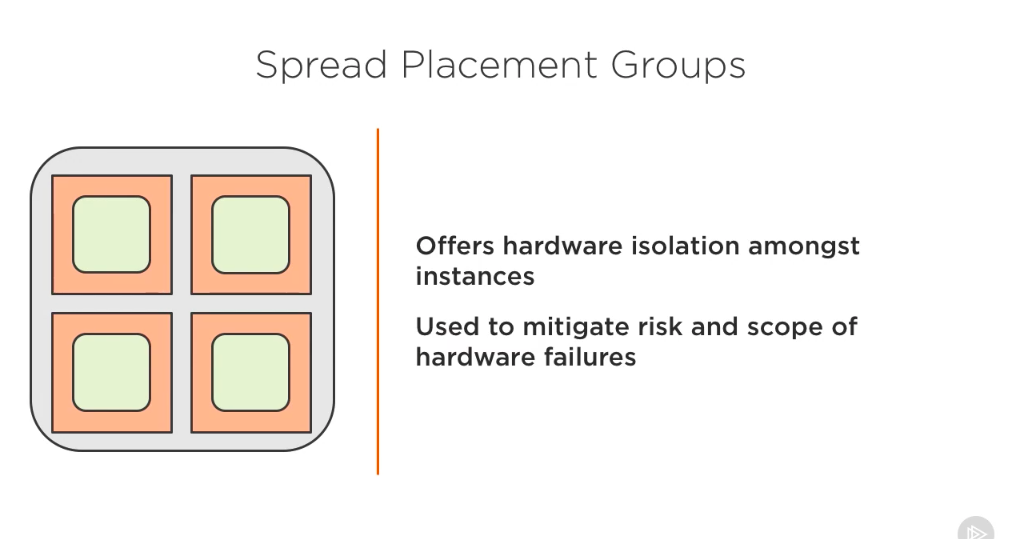 Spread Placement Groups
Offers hardware isolation amongst
instances
Used to mitigate risk and scope of
hardware failures